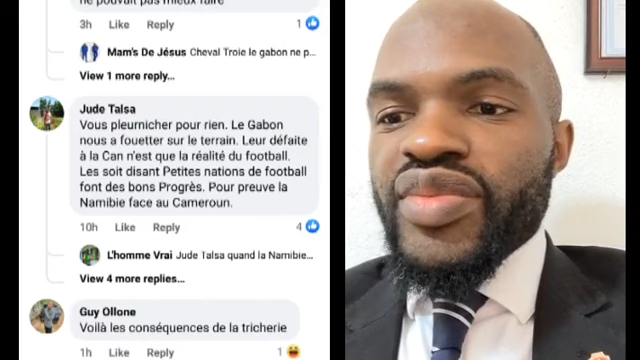 ne pouvait pas mieux faire
3h Like Reply 1
Mam's De Jésus Cheval Troie le gabon ne p...
View 1 more reply...
Jude Talsa
Vous pleurnicher pour rien. Le Gabon
nous a fouetter sur le terrain. Leur défaite
à la Can n'est que la réalité du football.
Les soit disant Petites nations de football
font des bons Progrès. Pour preuve la
Namibie face au Cameroun.
10h Like Reply 4
L'homme Vrai Jude Talsa quand la Namibie...
View 4 more replies...
Guy Ollone
Voilà les conséquences de la tricherie
1h Like Reply 1